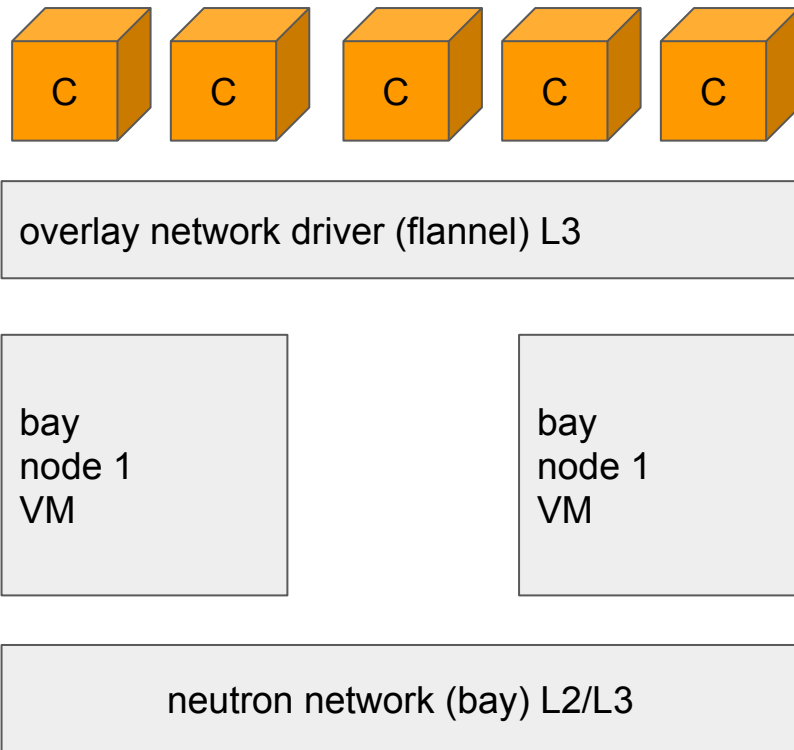 C C C C C
overlay network driver (flannel) L3
bay
node 1
VM
bay
node 1
VM
neutron network (bay) L2/L3